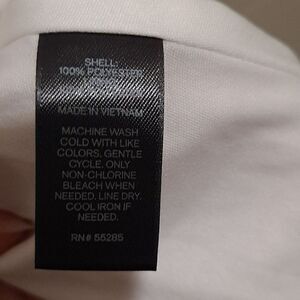 SHELL:
100% POLYESTER
MADE IN VIETNAM
MACHINE WASH
COLD WITH LIKE
COLORS, GENTLE
CYCLE. ONLY
NON-CHLORINE
BLEACH WHEN
NEEDED. LINE DRY.
COOL IRON IF
NEEDED.
RN# 55285